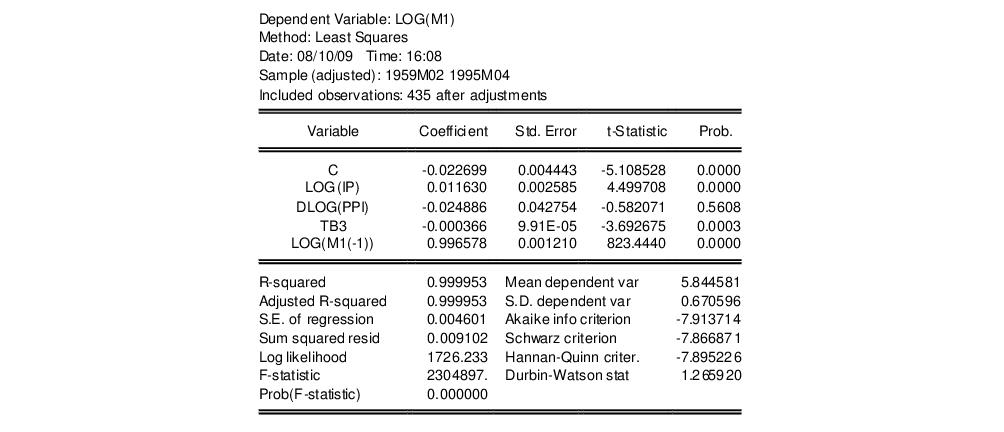 Dependent Variable: LOG(M1)
Method: Least Squares
Date: 08/10/09 Time: 16:08
Sample (adjusted): 1959M02 1995M04
Included observations: 435 after adjustments
Variable Coefficient Std. Error t-Statistic Prob.
C -0.022699 0.004443 -5.108528 0.0000
LOG(IP) 0.011630 0.002585 4.499708 0.0000
DLOG(PPI) -0.024886 0.042754 -0.582071 0.5608
TB3 -0.000366 9.91E-05 -3.692675 0.0003
LOG(M1(-1)) 0.996578 0.001210 823.4440 0.0000
R-squared 0.999953 Mean dependent var 5.844581
Adjusted R-squared 0.999953 S.D. dependent var 0.670596
S.E. of regression 0.004601 Akaike info criterion -7.913714
Sum squared resid 0.009102 Schwarz criterion -7.866871
Log likelihood 1726.233 Hannan-Quinn criter. -7.895226
F-statistic 2304897. Durbin-Watson stat 1.265920
Prob(F-statistic) 0.000000